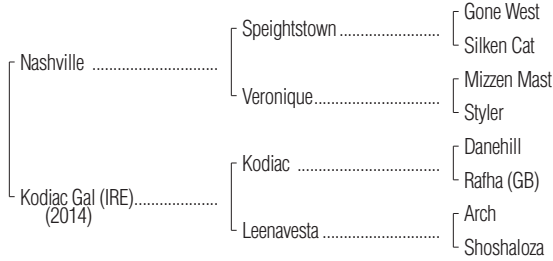 Gone West
Speightstown ....................
Silken Cat
Nashville .........................
Mizzen Mast
Veronique.........................
Styler
Danehill
Kodiac .............................
Rafha (GB)
Kodiac Gal (IRE).................
(2014)
Arch
Leenavesta .......................
Shoshaloza